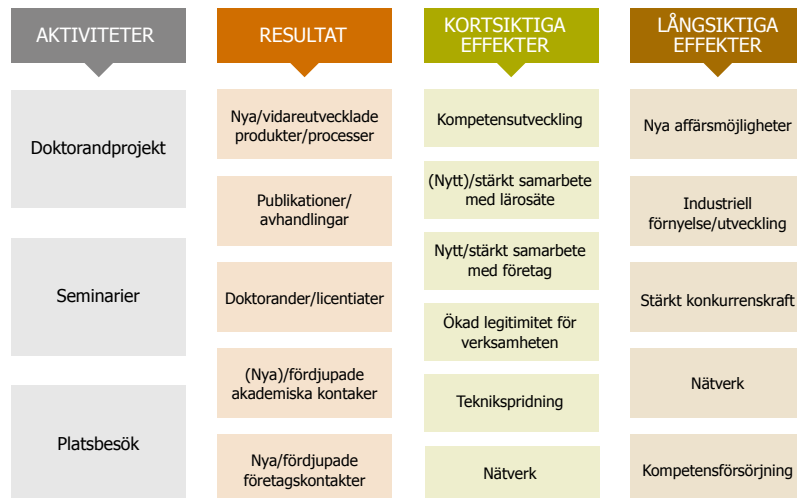 AKTIVITETER
Doktorandprojekt
Seminarier
Platsbesök
RESULTAT
Nya/vidareutvecklade
produkter/processer
Publikationer/
avhandlingar
Doktorander/licentiater
(Nya)/fördjupade
akademiska kontaker
Nya/fördjupade
företagskontakter
KORTSIKTIGA
EFFEKTER
Kompetensutveckling
(Nytt)/stärkt samarbete
med lärosäte
Nytt/stärkt samarbete
med företag
Ökad legitimitet för
verksamheten
Teknikspridning
Nätverk
LÅNGSIKTIGA
EFFEKTER
Nya affärsmöjligheter
Industriell
förnyelse/utveckling
Stärkt konkurrenskraft
Nätverk
Kompetensförsörjning